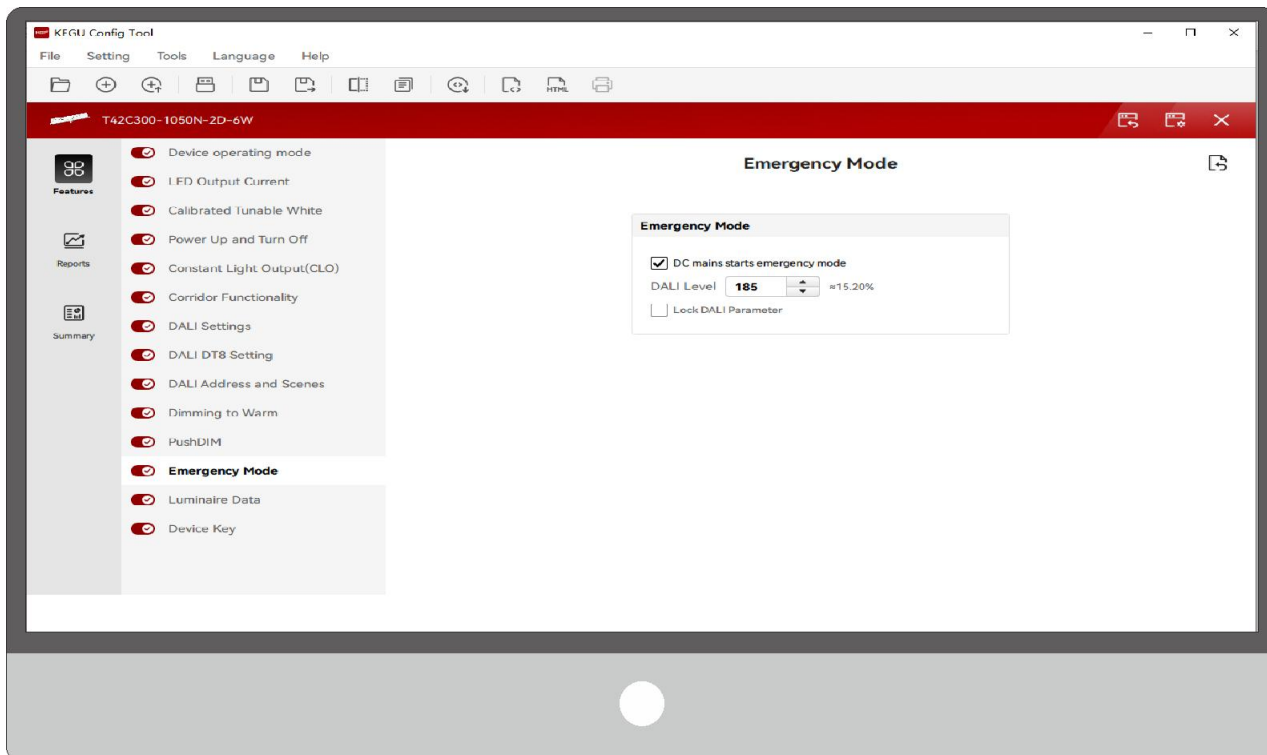 KEGU Config Tool
File Setting Tools Language Help
HTML
T42C300-1050N-2D-6W
Features
Reports
Summary
Device operating mode
LED Output Current
Calibrated Tunable White
Power Up and Turn Off
Constant Light Output(CLO)
Corridor Functionality
DALI Settings
DALI DT8 Setting
DALI Address and Scenes
Dimming to Warm
PushDIM
Emergency Mode
Luminaire Data
Device Key
Emergency Mode
Emergency Mode
DC mains starts emergency mode
DALI Level 185 ≈15.20%
Lock DALI Parameter